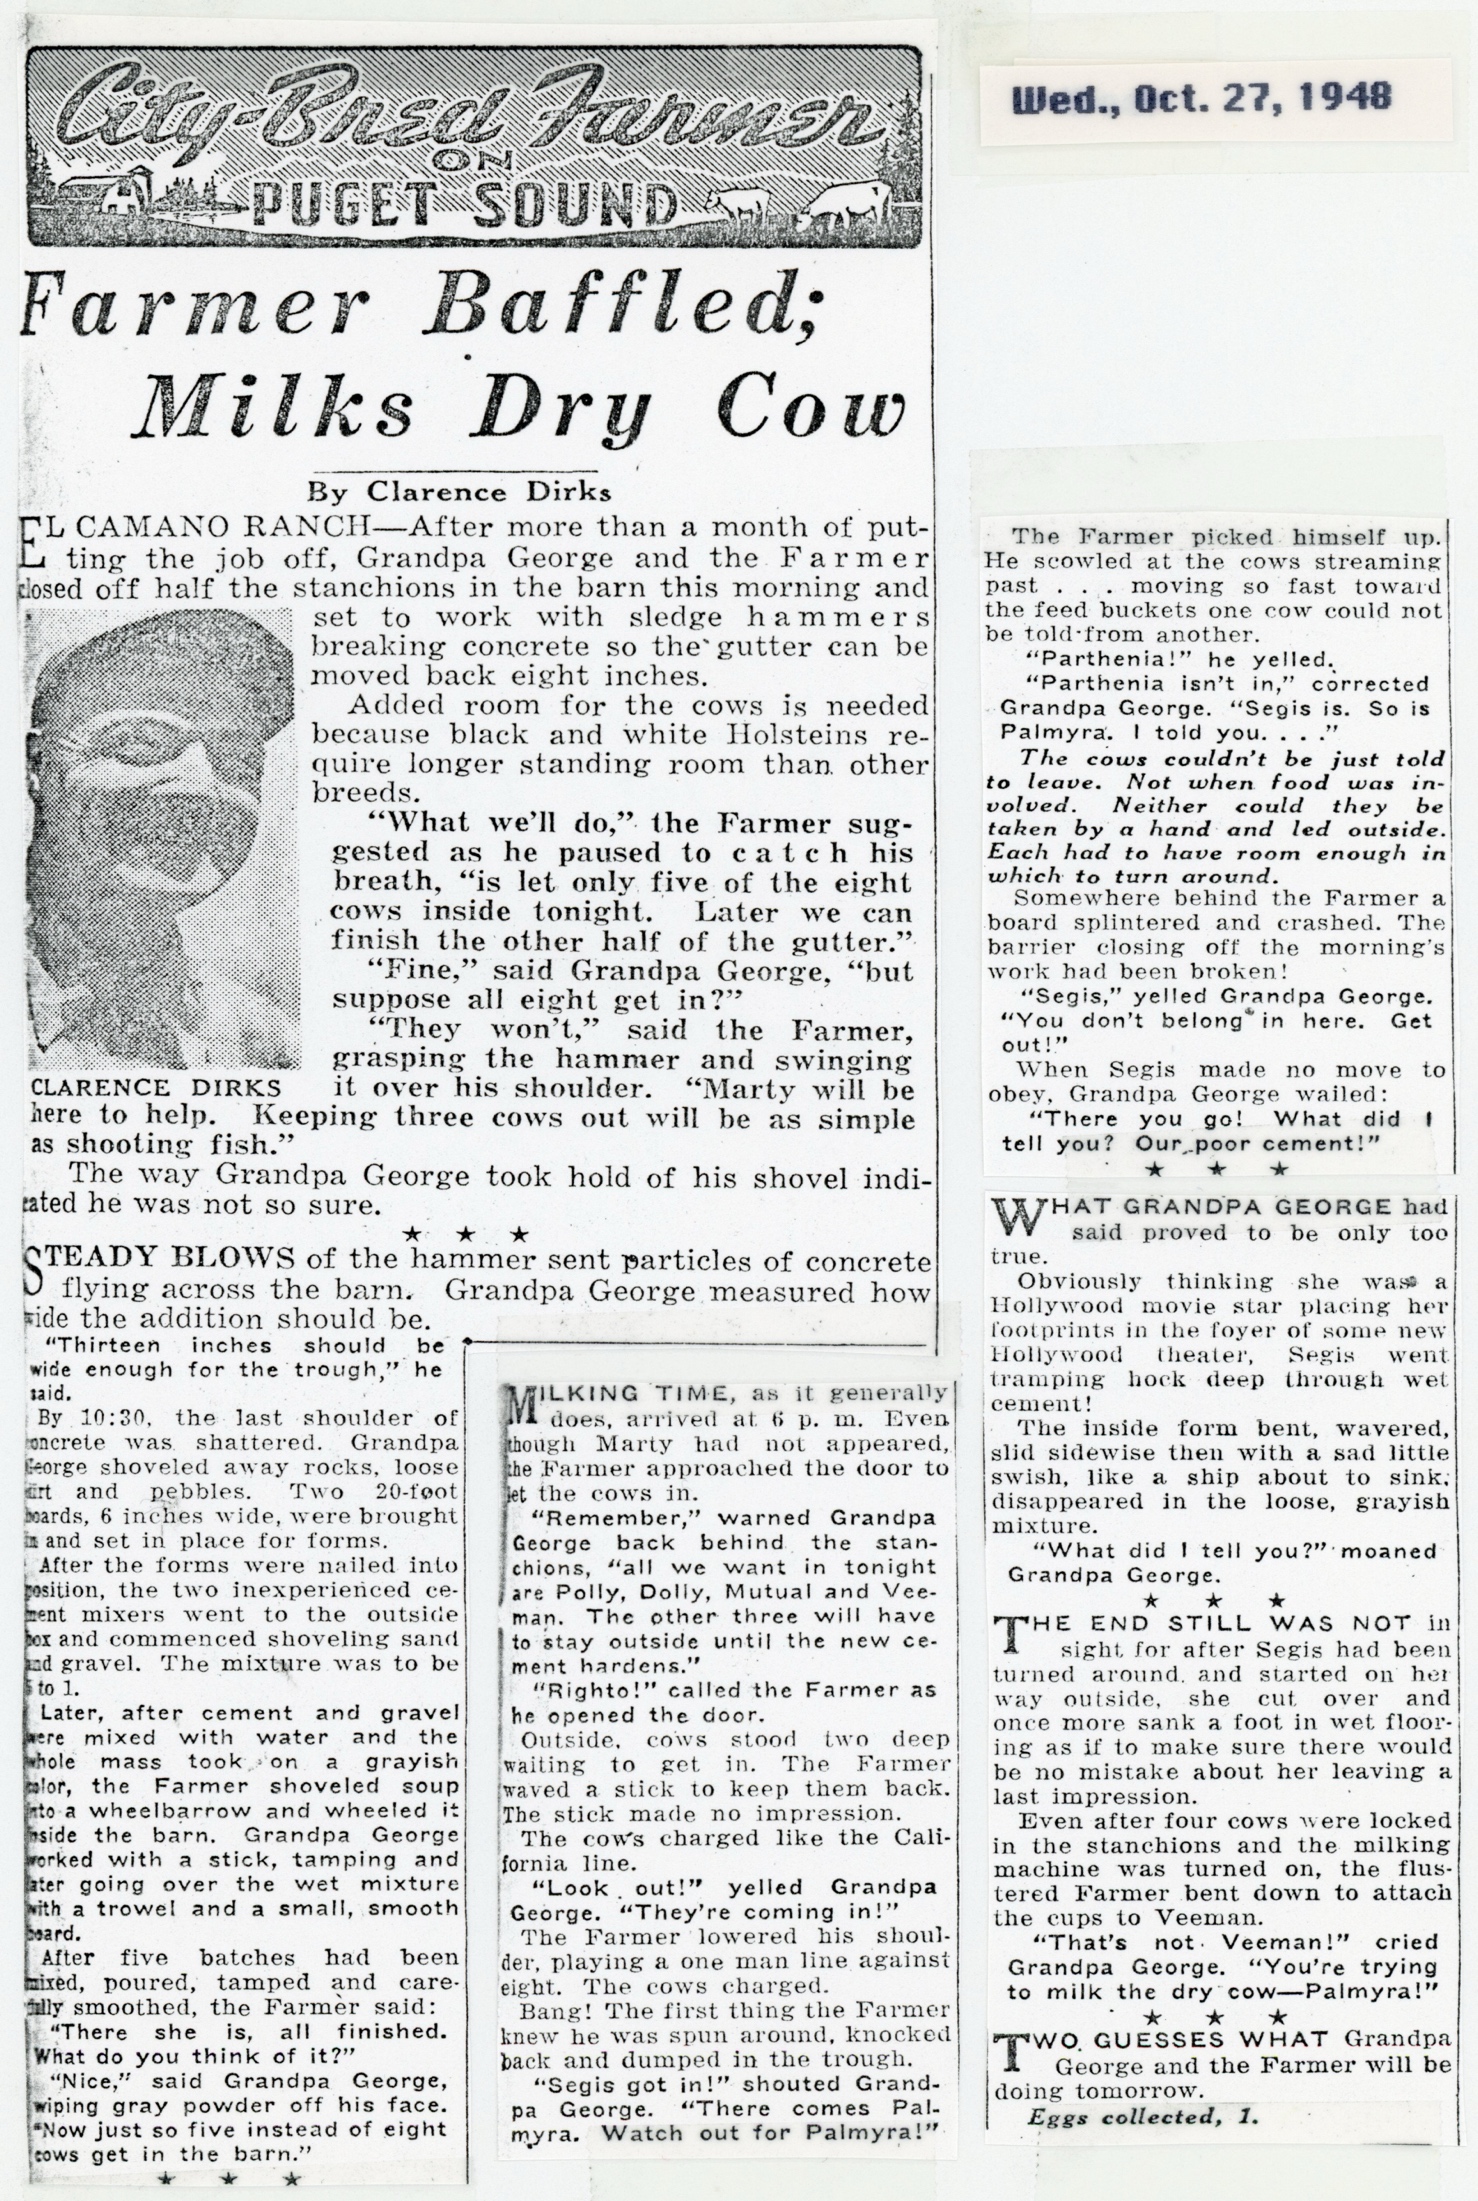 City-Bred Farmer
ON
PUGET SOUND
Wed., Oct. 27, 1948
Farmer Baffled;
Milks Dry Cow
By Clarence Dirks
EL CAMANO RANCH—After more than a month of put-
ting the job off, Grandpa George and the Farmer
closed off half the stanchions in the barn this morning and
set to work with sledge hammers
breaking concrete so the gutter can be
moved back eight inches.
Added room for the cows is needed
because black and white Holsteins re-
quire longer standing room than other
breeds.
"What we'll do," the Farmer sug-
gested as he paused to catch his
breath, "is let only five of the eight
cows inside tonight. Later we can
finish the other half of the gutter."
"Fine," said Grandpa George, "but
suppose all eight get in?"
"They won't," said the Farmer,
grasping the hammer and swinging
CLARENCE DIRKS
it over his shoulder. "Marty will be
here to help. Keeping three cows out will be as simple
as shooting fish."
The way Grandpa George took hold of his shovel indi-
cated he was not so sure.
★ ★ ★
STEADY BLOWS of the hammer sent particles of concrete
flying across the barn. Grandpa George measured how
wide the addition should be.
"Thirteen inches should be
wide enough for the trough," he
said.
By 10:30, the last shoulder of
concrete was shattered. Grandpa
George shoveled away rocks, loose
dirt and pebbles. Two 20-foot
boards, 6 inches wide, were brought
in and set in place for forms.
After the forms were nailed into
position, the two inexperienced ce-
ment mixers went to the outside
box and commenced shoveling sand
and gravel. The mixture was to be
5 to 1.
Later, after cement and gravel
were mixed with water and the
whole mass took on a grayish
color, the Farmer shoveled soup
into a wheelbarrow and wheeled it
inside the barn. Grandpa George
worked with a stick, tamping and
later going over the wet mixture
with a trowel and a small, smooth
board.
After five batches had been
mixed, poured, tamped and care-
fully smoothed, the Farmer said:
"There she is, all finished.
What do you think of it?"
"Nice," said Grandpa George,
wiping gray powder off his face.
"Now just so five instead of eight
cows get in the barn."
★ ★ ★
MILKING TIME, as it generally
does, arrived at 6 p. m. Even
though Marty had not appeared,
the Farmer approached the door to
let the cows in.
"Remember," warned Grandpa
George back behind the stan-
chions, "all we want in tonight
are Polly, Dolly, Mutual and Vee-
man. The other three will have
to stay outside until the new ce-
ment hardens."
"Righto!" called the Farmer as
he opened the door.
Outside, cows stood two deep
waiting to get in. The Farmer
waved a stick to keep them back.
The stick made no impression.
The cows charged like the Cali-
fornia line.
"Look out!" yelled Grandpa
George. "They're coming in!"
The Farmer lowered his shoul-
der, playing a one man line against
eight. The cows charged.
Bang! The first thing the Farmer
knew he was spun around, knocked
back and dumped in the trough.
"Segis got in!" shouted Grand-
pa George. "There comes Pal-
myra. Watch out for Palmyra!"
The Farmer picked himself up.
He scowled at the cows streaming
past . . . moving so fast toward
the feed buckets one cow could not
be told from another.
"Parthenia!" he yelled.
"Parthenia isn't in," corrected
Grandpa George. "Segis is. So is
Palmyra. I told you. . . ."
The cows couldn't be just told
to leave. Not when food was in-
volved. Neither could they be
taken by a hand and led outside.
Each had to have room enough in
which to turn around.
Somewhere behind the Farmer a
board splintered and crashed. The
barrier closing off the morning's
work had been broken!
"Segis," yelled Grandpa George.
"You don't belong in here. Get
out!"
When Segis made no move to
obey, Grandpa George wailed:
"There you go! What did I
tell you? Our poor cement!"
★ ★ ★
WHAT GRANDPA GEORGE had
said proved to be only too
true.
Obviously thinking she was a
Hollywood movie star placing her
footprints in the foyer of some new
Hollywood theater, Segis went
tramping hock deep through wet
cement!
The inside form bent, wavered,
slid sidewise then with a sad little
swish, like a ship about to sink,
disappeared in the loose, grayish
mixture.
"What did I tell you?" moaned
Grandpa George.
★ ★ ★
THE END STILL WAS NOT in
sight for after Segis had been
turned around, and started on her
way outside, she cut over and
once more sank a foot in wet floor-
ing as if to make sure there would
be no mistake about her leaving a
last impression.
Even after four cows were locked
in the stanchions and the milking
machine was turned on, the flus-
tered Farmer bent down to attach
the cups to Veeman.
"That's not Veeman!" cried
Grandpa George. "You're trying
to milk the dry cow—Palmyra!"
★ ★ ★
TWO GUESSES WHAT Grandpa
George and the Farmer will be
doing tomorrow.
Eggs collected, 1.